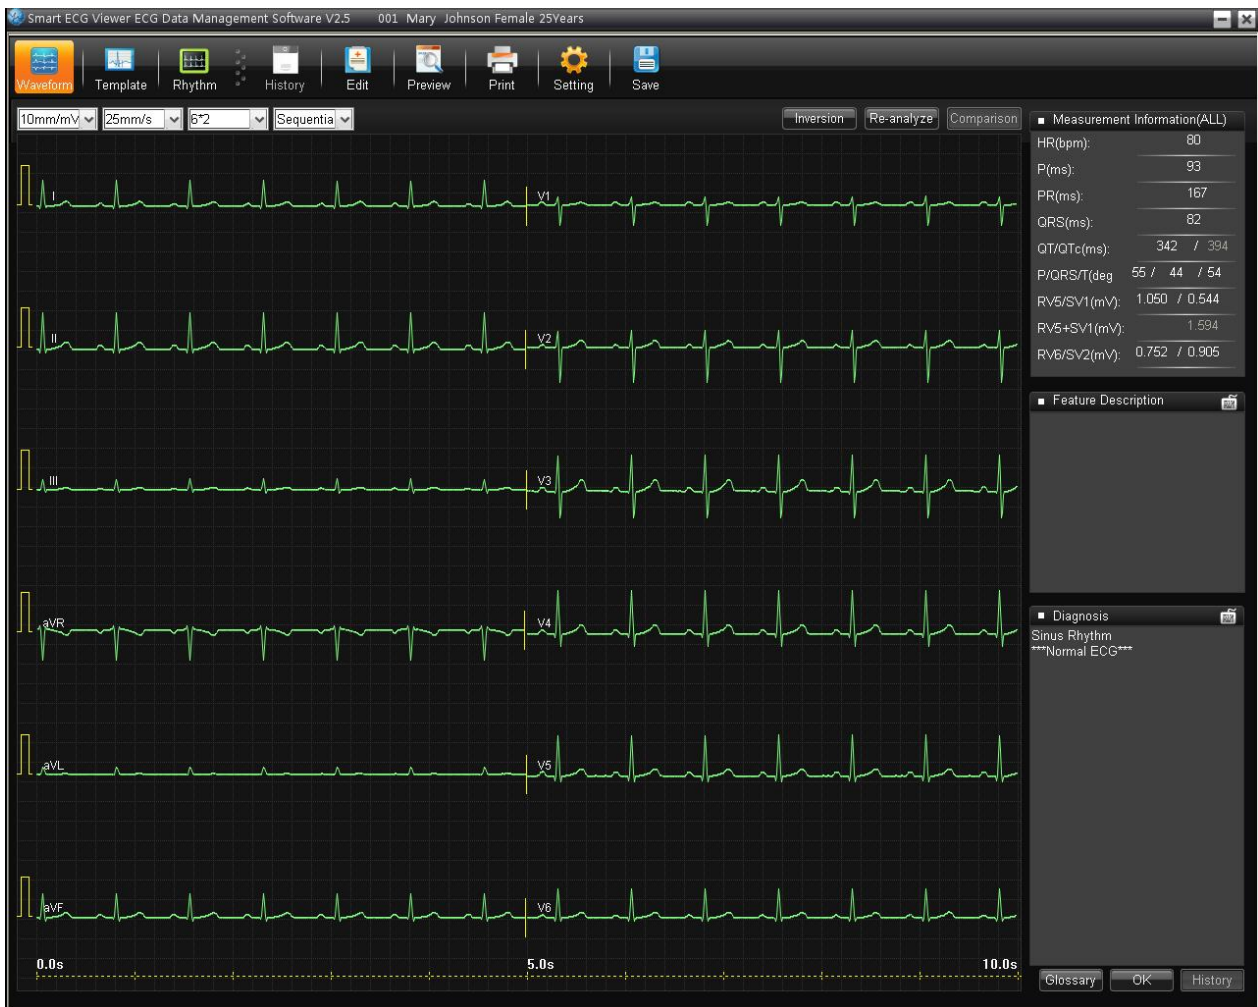 Smart ECG Viewer ECG Data Management Software V2.5 001 Mary Johnson Female 25Years
Waveform Template Rhythm History Edit Preview Print Setting Save
10mm/mV 25mm/s 6*2 Sequentia Inversion Re-analyze Comparison
Measurement Information(ALL)
HR(bpm): 80
P(ms): 93
PR(ms): 167
QRS(ms): 82
QT/QTc(ms): 342 / 394
P/QRS/T(deg 55 / 44 / 54
RV5/SV1(mV): 1.050 / 0.544
RV5+SV1(mV): 1.594
RV6/SV2(mV): 0.752 / 0.905
Feature Description
Diagnosis
Sinus Rhythm
***Normal ECG***
I V1
II V2
III V3
aVR V4
aVL V5
aVF V6
0.0s 5.0s 10.0s
Glossary OK History